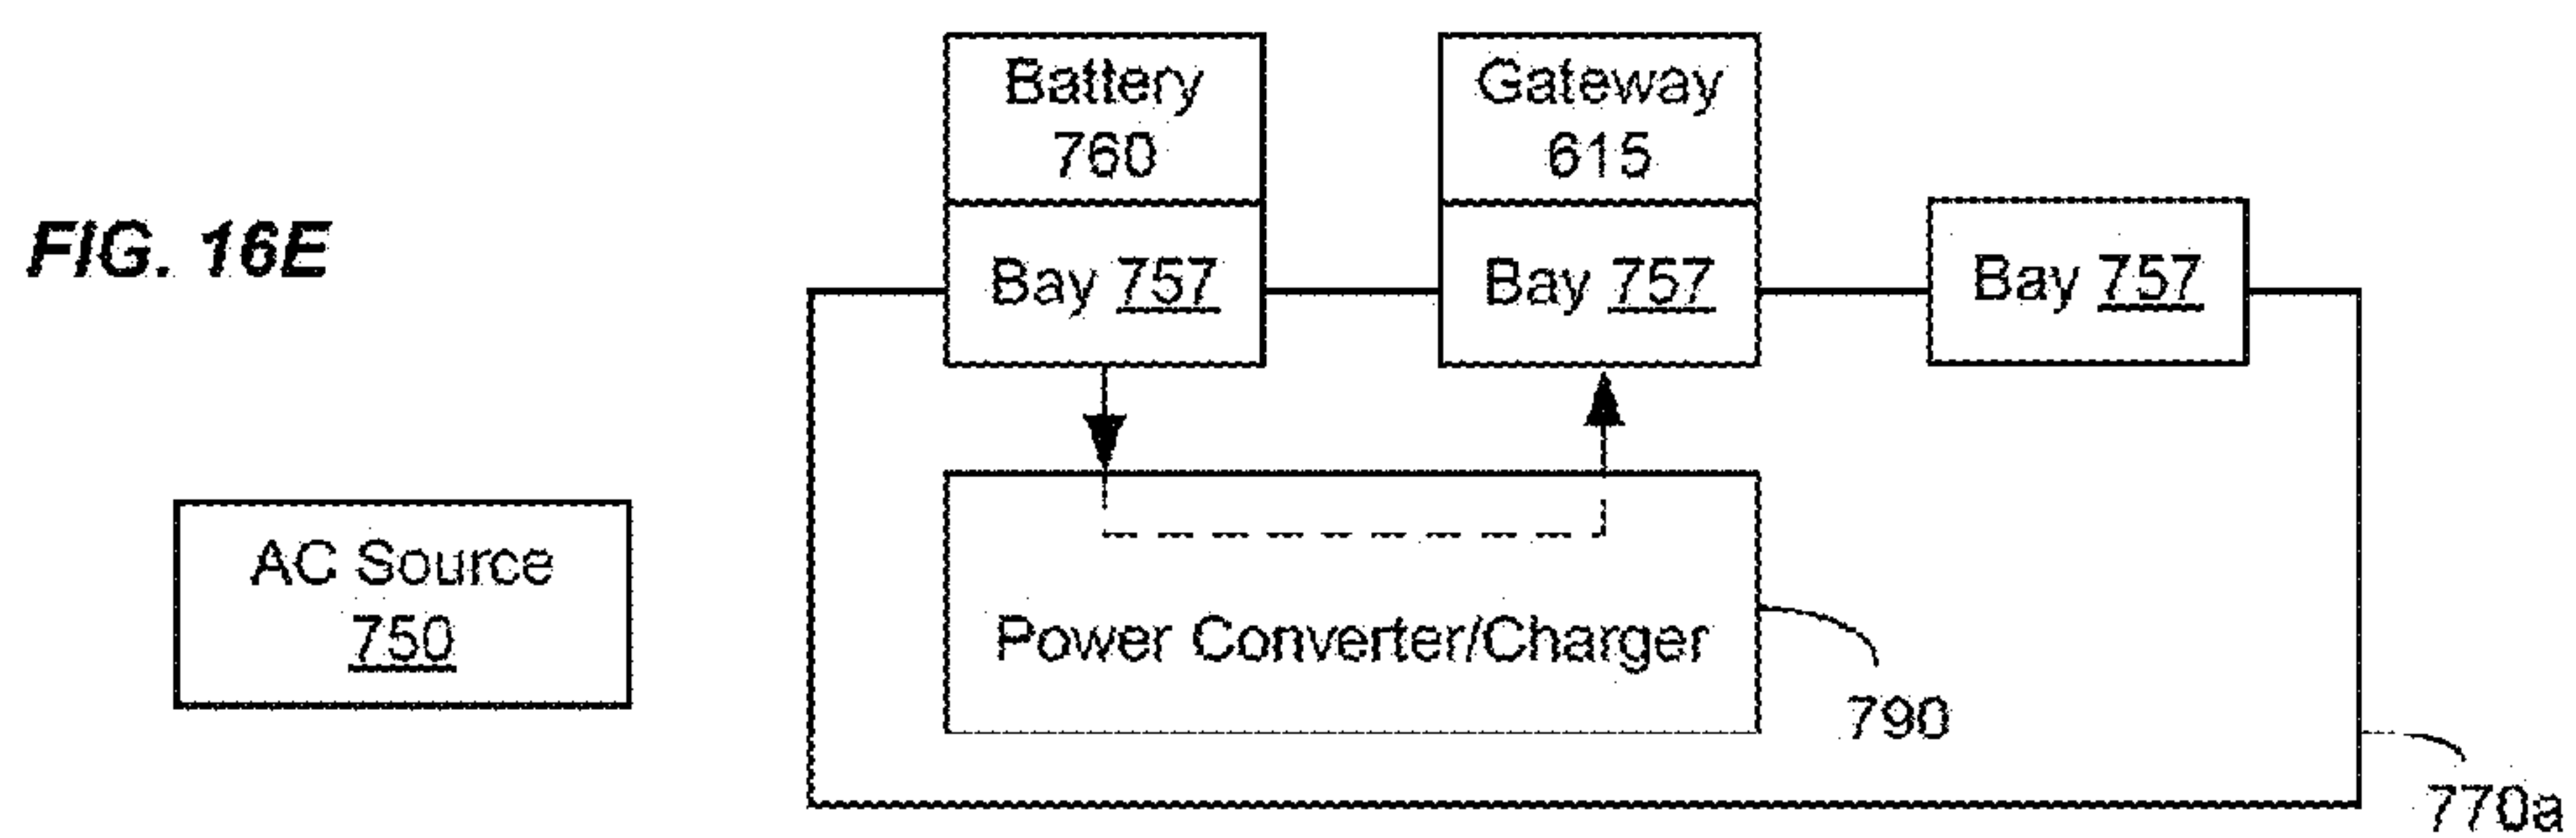 FIG. 16E
Battery
760
Gateway
615
Bay 757
Bay 757
Bay 757
AC Source
750
Power Converter/Charger
790
770a